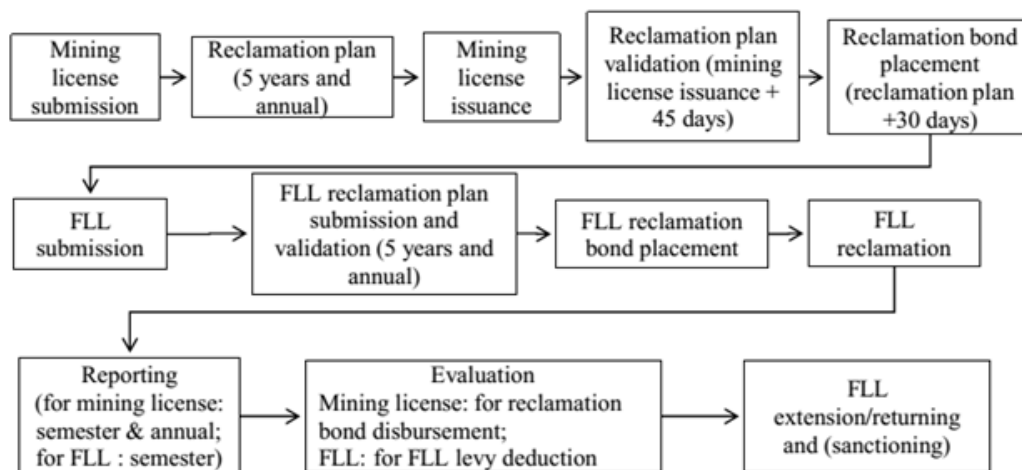 Mining
license
submission
Reclamation plan
(5 years and
annual)
Mining
license
issuance
Reclamation plan
validation (mining
license issuance +
45 days)
Reclamation bond
placement
(reclamation plan
+30 days)
FLL
submission
FLL reclamation plan
submission and
validation (5 years and
annual)
FLL reclamation
bond placement
FLL
reclamation
Reporting
(for mining license:
semester & annual;
for FLL : semester)
Evaluation
Mining license: for reclamation
bond disbursement;
FLL: for FLL levy deduction
FLL
extension/returning
and (sanctioning)